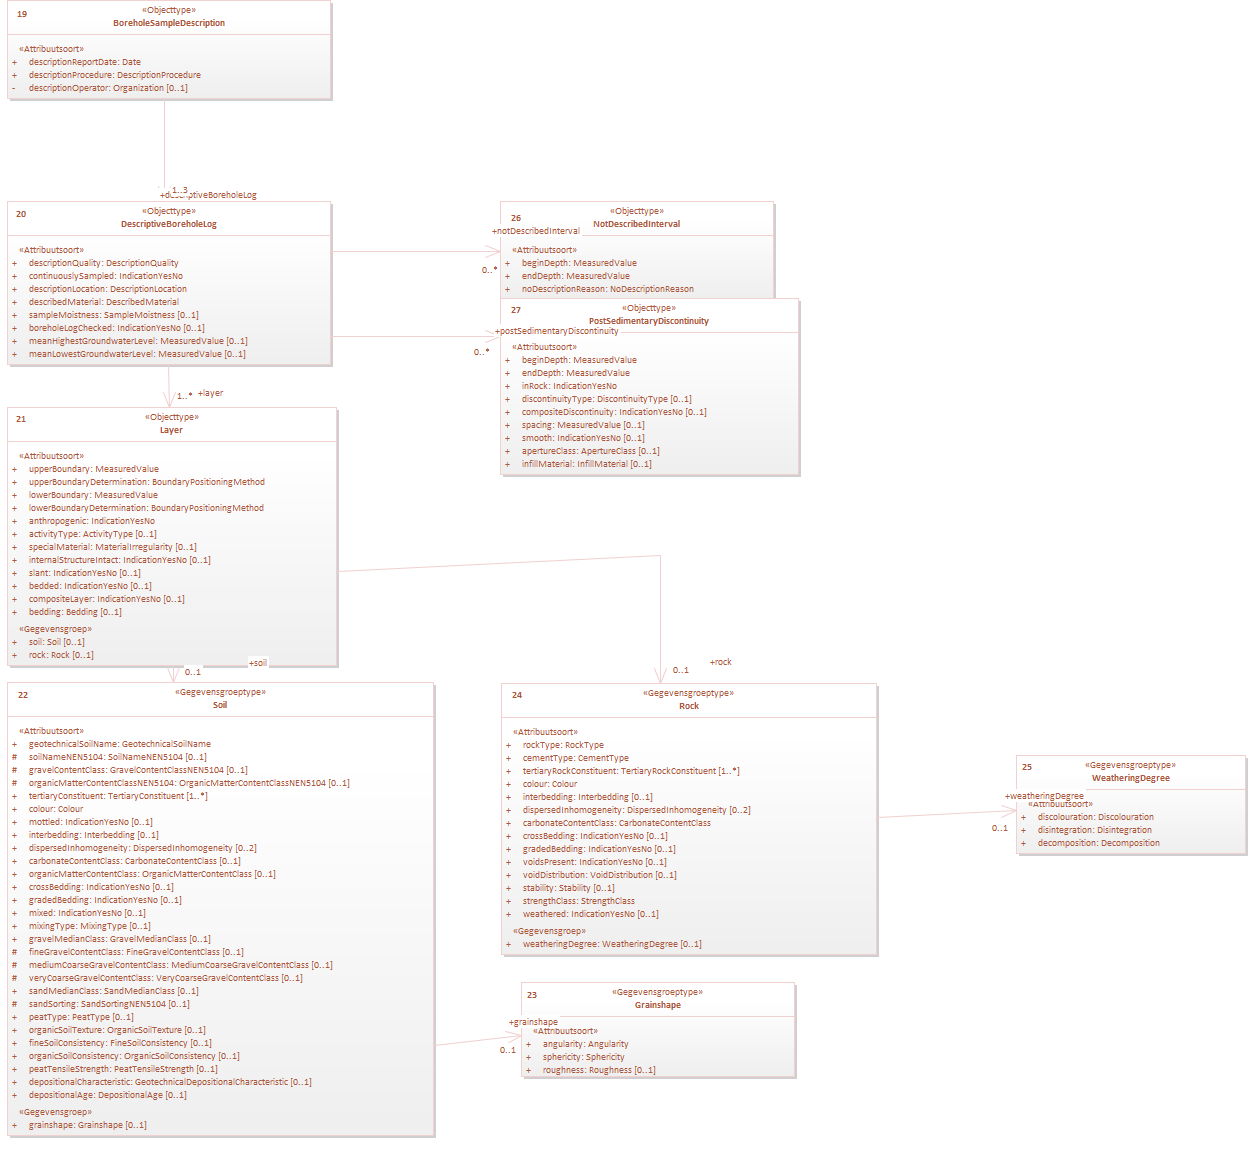 19
«Objecttype»
BoreholeSampleDescription
«Attribuutsoort»
+ descriptionReportDate: Date
+ descriptionProcedure: DescriptionProcedure
- descriptionOperator: Organization [0..1]
1..3
+descriptiveBoreholeLog
20
«Objecttype»
DescriptiveBoreholeLog
«Attribuutsoort»
+ descriptionQuality: DescriptionQuality
+ continuouslySampled: IndicationYesNo
+ descriptionLocation: DescriptionLocation
+ describedMaterial: DescribedMaterial
+ sampleMoistness: SampleMoistness [0..1]
+ boreholeLogChecked: IndicationYesNo [0..1]
+ meanHighestGroundwaterLevel: MeasuredValue [0..1]
+ meanLowestGroundwaterLevel: MeasuredValue [0..1]
26
«Objecttype»
NotDescribedInterval
+notDescribedInterval
0..*
«Attribuutsoort»
+ beginDepth: MeasuredValue
+ endDepth: MeasuredValue
+ noDescriptionReason: NoDescriptionReason
27
«Objecttype»
PostSedimentaryDiscontinuity
+postSedimentaryDiscontinuity
0..*
«Attribuutsoort»
+ beginDepth: MeasuredValue
+ endDepth: MeasuredValue
+ inRock: IndicationYesNo
+ discontinuityType: DiscontinuityType [0..1]
+ compositeDiscontinuity: IndicationYesNo [0..1]
+ spacing: MeasuredValue [0..1]
+ smooth: IndicationYesNo [0..1]
+ apertureClass: ApertureClass [0..1]
+ infillMaterial: InfillMaterial [0..1]
1..* +layer
21
«Objecttype»
Layer
«Attribuutsoort»
+ upperBoundary: MeasuredValue
+ upperBoundaryDetermination: BoundaryPositioningMethod
+ lowerBoundary: MeasuredValue
+ lowerBoundaryDetermination: BoundaryPositioningMethod
+ anthropogenic: IndicationYesNo
+ activityType: ActivityType [0..1]
+ specialMaterial: MaterialIrregularity [0..1]
+ internalStructureIntact: IndicationYesNo [0..1]
+ slant: IndicationYesNo [0..1]
+ bedded: IndicationYesNo [0..1]
+ compositeLayer: IndicationYesNo [0..1]
+ bedding: Bedding [0..1]
«Gegevensgroep»
+ soil: Soil [0..1]
+ rock: Rock [0..1]
0..1 +soil
0..1 +rock
22
«Gegevensgroeptype»
Soil
«Attribuutsoort»
+ geotechnicalSoilName: GeotechnicalSoilName
# soilNameNEN5104: SoilNameNEN5104 [0..1]
# gravelContentClass: GravelContentClassNEN5104 [0..1]
# organicMatterContentClassNEN5104: OrganicMatterContentClassNEN5104 [0..1]
+ tertiaryConstituent: TertiaryConstituent [1..*]
+ colour: Colour
+ mottled: IndicationYesNo [0..1]
+ interbedding: Interbedding [0..1]
+ dispersedInhomogeneity: DispersedInhomogeneity [0..2]
+ carbonateContentClass: CarbonateContentClass [0..1]
+ organicMatterContentClass: OrganicMatterContentClass [0..1]
+ crossBedding: IndicationYesNo [0..1]
+ gradedBedding: IndicationYesNo [0..1]
+ mixed: IndicationYesNo [0..1]
+ mixingType: MixingType [0..1]
+ gravelMedianClass: GravelMedianClass [0..1]
# fineGravelContentClass: FineGravelContentClass [0..1]
# mediumCoarseGravelContentClass: MediumCoarseGravelContentClass [0..1]
# veryCoarseGravelContentClass: VeryCoarseGravelContentClass [0..1]
+ sandMedianClass: SandMedianClass [0..1]
# sandSorting: SandSortingNEN5104 [0..1]
+ peatType: PeatType [0..1]
+ organicSoilTexture: OrganicSoilTexture [0..1]
+ fineSoilConsistency: FineSoilConsistency [0..1]
+ organicSoilConsistency: OrganicSoilConsistency [0..1]
+ peatTensileStrength: PeatTensileStrength [0..1]
+ depositionalCharacteristic: GeotechnicalDepositionalCharacteristic [0..1]
+ depositionalAge: DepositionalAge [0..1]
«Gegevensgroep»
+ grainshape: Grainshape [0..1]
24
«Gegevensgroeptype»
Rock
«Attribuutsoort»
+ rockType: RockType
+ cementType: CementType
+ tertiaryRockConstituent: TertiaryRockConstituent [1..*]
+ colour: Colour
+ interbedding: Interbedding [0..1]
+ dispersedInhomogeneity: DispersedInhomogeneity [0..2]
+ carbonateContentClass: CarbonateContentClass
+ crossBedding: IndicationYesNo [0..1]
+ gradedBedding: IndicationYesNo [0..1]
+ voidsPresent: IndicationYesNo [0..1]
+ voidDistribution: VoidDistribution [0..1]
+ stability: Stability [0..1]
+ strengthClass: StrengthClass
+ weathered: IndicationYesNo [0..1]
«Gegevensgroep»
+ weatheringDegree: WeatheringDegree [0..1]
25
«Gegevensgroeptype»
WeatheringDegree
+weatheringDegree
0..1
«Attribuutsoort»
+ discolouration: Discolouration
+ disintegration: Disintegration
+ decomposition: Decomposition
23
«Gegevensgroeptype»
Grainshape
+grainshape
0..1
«Attribuutsoort»
+ angularity: Angularity
+ sphericity: Sphericity
+ roughness: Roughness [0..1]